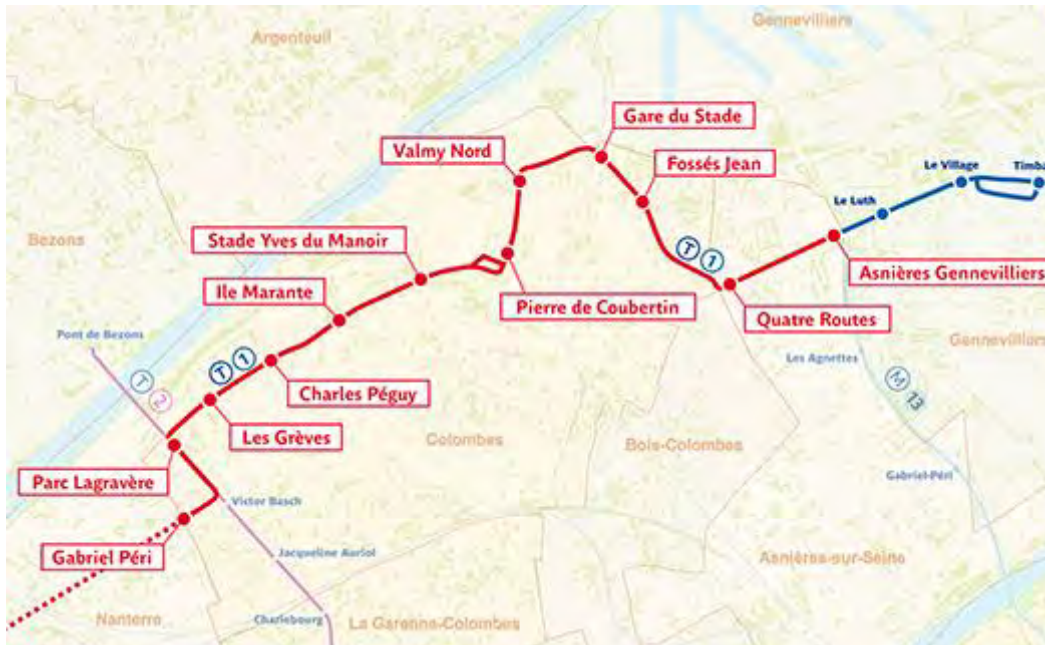 Gennevilliers
Argenteuil
Gare du Stade
Valmy Nord
Fossés Jean
Le Village
Le Luth
Bezons
Stade Yves du Manoir
T 1
Asnières Gennevilliers
Ile Marante
Pierre de Coubertin
Quatre Routes
Pont de Bezons
Gennevilliers
Les Agnettes
T 1
Charles Péguy
T 2
M 13
Les Grèves
Colombes
Bois-Colombes
Parc Lagravère
Gabriel-Péri
Victor Basch
Gabriel Péri
Jacqueline Auriol
Asnières-sur-Seine
Nanterre
Charlebourg
La Garenne-Colombes